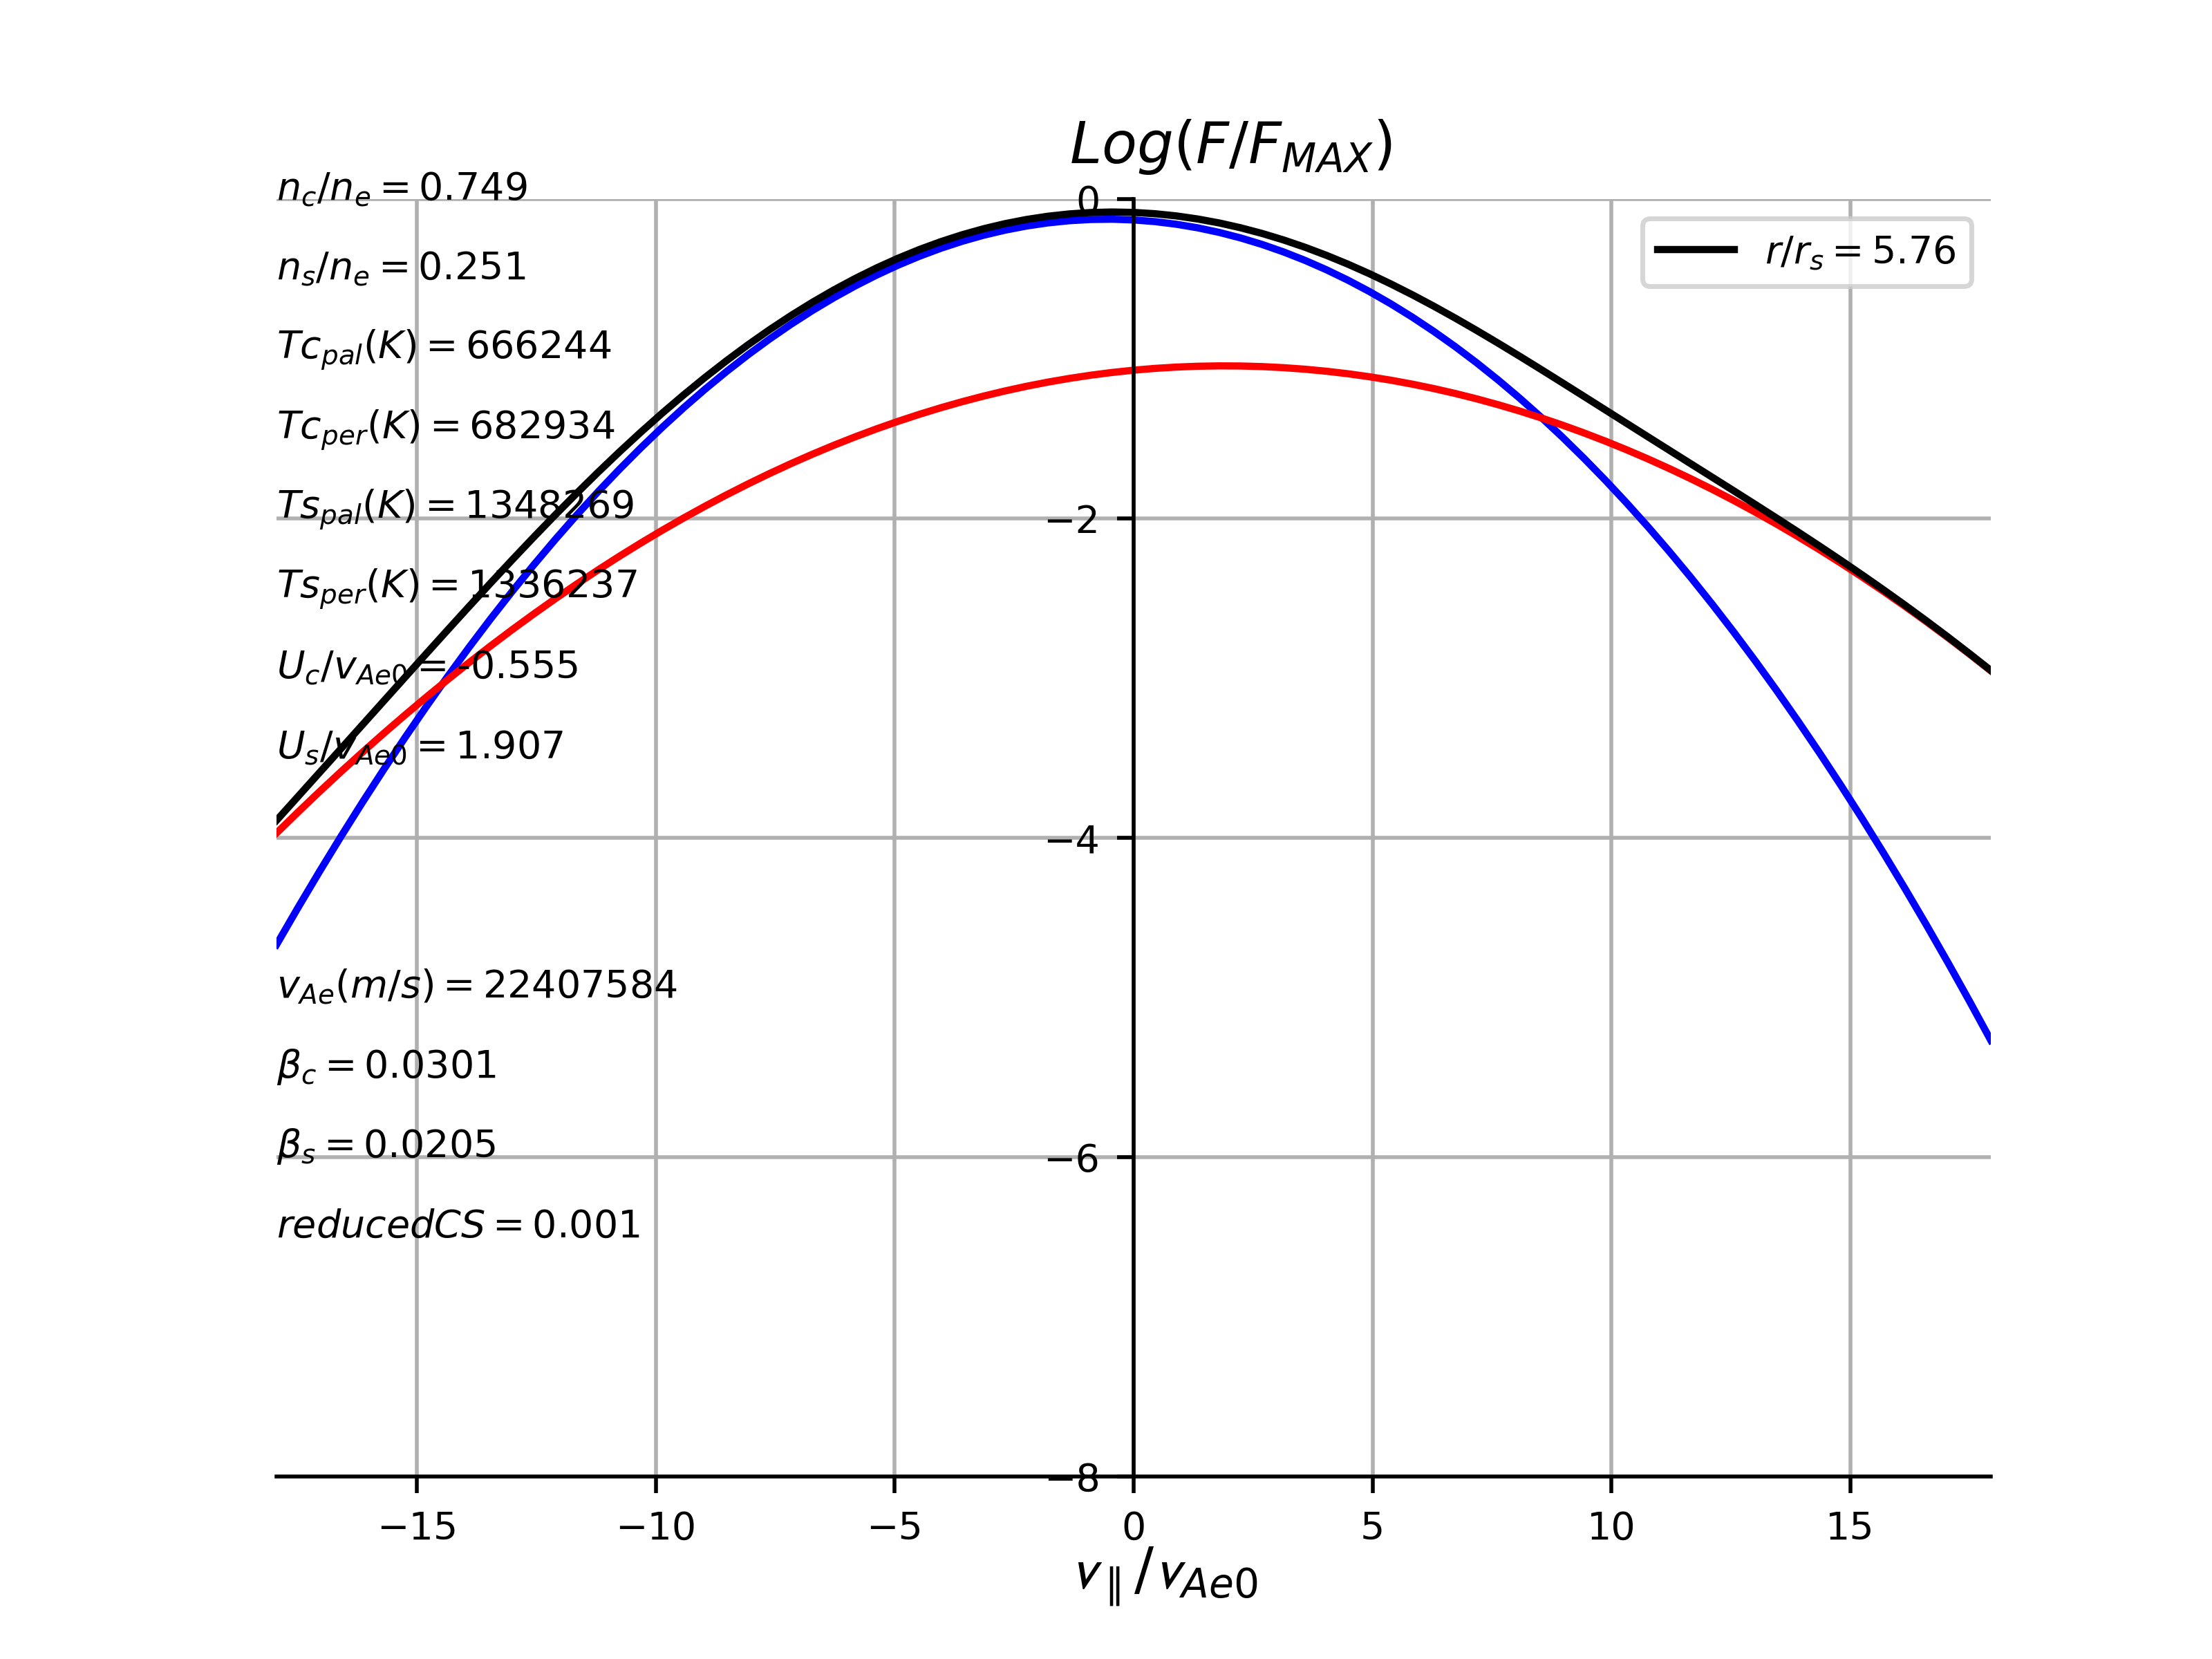 Log(F/F_MAX)
n_c/n_e = 0.749
n_s/n_e = 0.251
Tc_pal(K) = 666244
Tc_per(K) = 682934
Ts_pal(K) = 1348269
Ts_per(K) = 1336237
U_c/v_Ae0 = -0.555
U_s/v_Ae0 = 1.907
v_Ae(m/s) = 22407584
β_c = 0.0301
β_s = 0.0205
reducedCS = 0.001
r/r_s = 5.76
0
−2
−4
−6
−8
−15 −10 −5 0 5 10 15
v_∥/v_Ae0